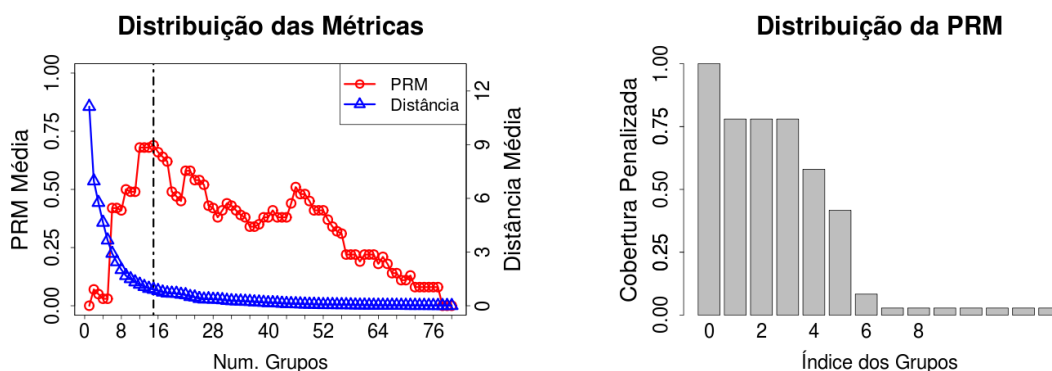 Distribuição das Métricas
PRM Média
0.00 0.25 0.50 0.75 1.00
PRM
Distância
0 3 6 9 12
Distância Média
0 8 16 28 40 52 64 76
Num. Grupos
Distribuição da PRM
Cobertura Penalizada
0.00 0.25 0.50 0.75 1.00
0 2 4 6 8
Índice dos Grupos